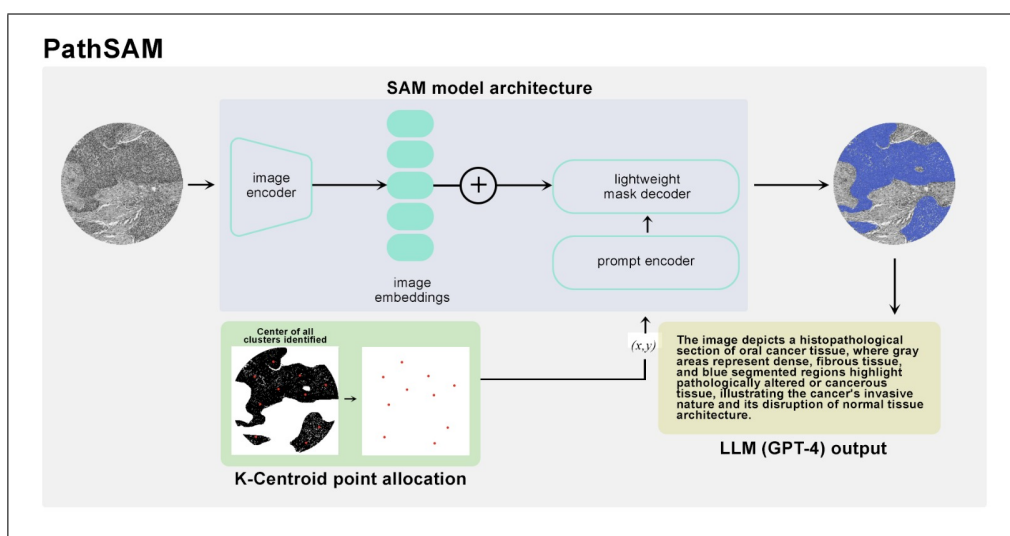 PathSAM
SAM model architecture
image
encoder
image
embeddings
lightweight
mask decoder
prompt encoder
Center of all
clusters identified
K-Centroid point allocation
(x,y)
The image depicts a histopathological
section of oral cancer tissue, where gray
areas represent dense, fibrous tissue,
and blue segmented regions highlight
pathologically altered or cancerous
tissue, illustrating the cancer's invasive
nature and its disruption of normal tissue
architecture.
LLM (GPT-4) output